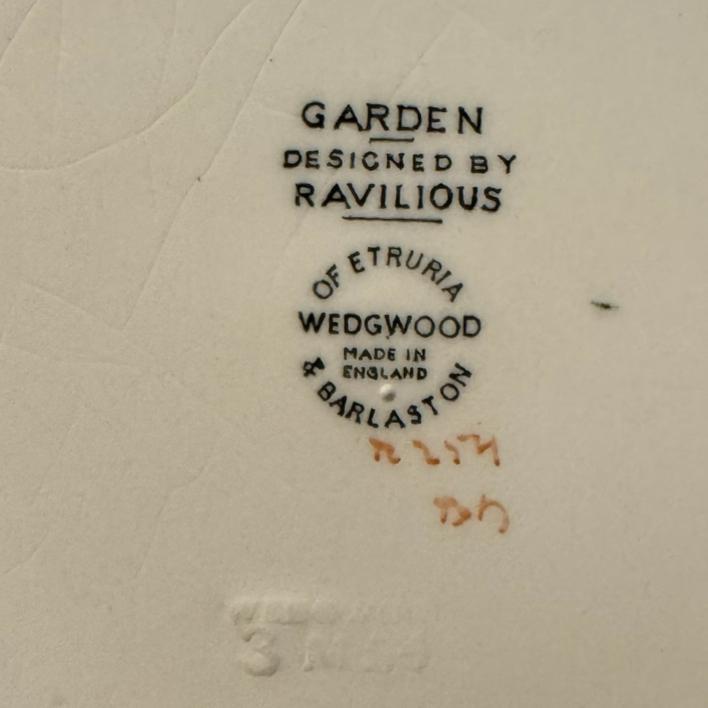 GARDEN
DESIGNED BY
RAVILIOUS
OF ETRURIA
WEDGWOOD
MADE IN
ENGLAND
& BARLASTON